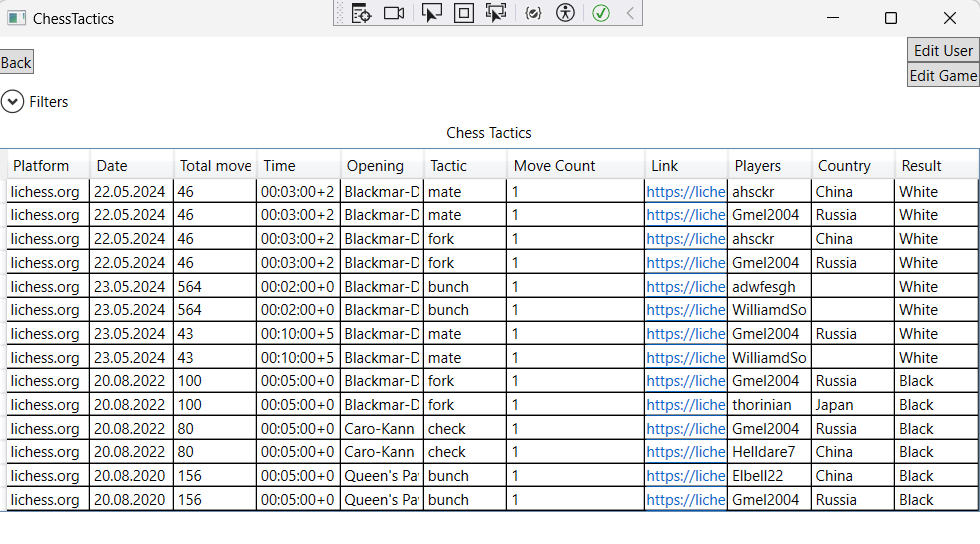 ChessTactics
Back
Edit User
Edit Game
Filters
Chess Tactics
Platform Date Total move Time Opening Tactic Move Count Link Players Country Result
lichess.org 22.05.2024 46 00:03:00+2 Blackmar-D mate 1 https://liche ahsckr China White
lichess.org 22.05.2024 46 00:03:00+2 Blackmar-D mate 1 https://liche Gmel2004 Russia White
lichess.org 22.05.2024 46 00:03:00+2 Blackmar-D fork 1 https://liche ahsckr China White
lichess.org 22.05.2024 46 00:03:00+2 Blackmar-D fork 1 https://liche Gmel2004 Russia White
lichess.org 23.05.2024 564 00:02:00+0 Blackmar-D bunch 1 https://liche adwfesgh White
lichess.org 23.05.2024 564 00:02:00+0 Blackmar-D bunch 1 https://liche WilliamdSo White
lichess.org 23.05.2024 43 00:10:00+5 Blackmar-D mate 1 https://liche Gmel2004 Russia White
lichess.org 23.05.2024 43 00:10:00+5 Blackmar-D mate 1 https://liche WilliamdSo White
lichess.org 20.08.2022 100 00:05:00+0 Blackmar-D fork 1 https://liche Gmel2004 Russia Black
lichess.org 20.08.2022 100 00:05:00+0 Blackmar-D fork 1 https://liche thorinian Japan Black
lichess.org 20.08.2022 80 00:05:00+0 Caro-Kann check 1 https://liche Gmel2004 Russia Black
lichess.org 20.08.2022 80 00:05:00+0 Caro-Kann check 1 https://liche Helldare7 China Black
lichess.org 20.08.2020 156 00:05:00+0 Queen's Pa bunch 1 https://liche Elbell22 China Black
lichess.org 20.08.2020 156 00:05:00+0 Queen's Pa bunch 1 https://liche Gmel2004 Russia Black